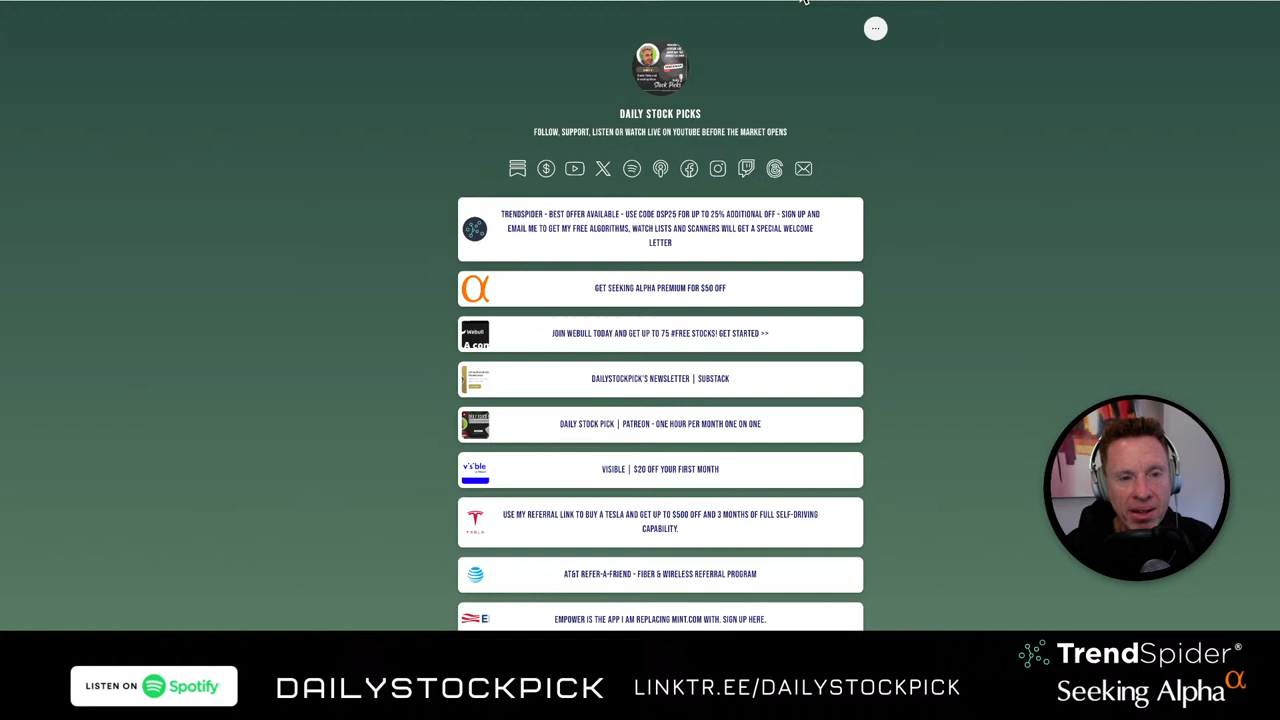 Stock Picks
DAILY STOCK PICKS
FOLLOW, SUPPORT, LISTEN OR WATCH LIVE ON YOUTUBE BEFORE THE MARKET OPENS
TRENDSPIDER - BEST OFFER AVAILABLE - USE CODE DSP25 FOR UP TO 25% ADDITIONAL OFF - SIGN UP AND
EMAIL ME TO GET MY FREE ALGORITHMS, WATCH LISTS AND SCANNERS WILL GET A SPECIAL WELCOME
LETTER
GET SEEKING ALPHA PREMIUM FOR $50 OFF
Webull
A con
JOIN WEBULL TODAY AND GET UP TO 75 #FREE STOCKS! GET STARTED >>
DAILYSTOCKPICK'S NEWSLETTER | SUBSTACK
DAILY STOCK PICK | PATREON - ONE HOUR PER MONTH ONE ON ONE
visible
VISIBLE | $20 OFF YOUR FIRST MONTH
TESLA
USE MY REFERRAL LINK TO BUY A TESLA AND GET UP TO $500 OFF AND 3 MONTHS OF FULL SELF-DRIVING
CAPABILITY.
AT&T REFER-A-FRIEND - FIBER & WIRELESS REFERRAL PROGRAM
E
EMPOWER IS THE APP I AM REPLACING MINT.COM WITH. SIGN UP HERE.
LISTEN ON Spotify
DAILYSTOCKPICK
LINKTR.EE/DAILYSTOCKPICK
TrendSpider®
Seeking Alpha α